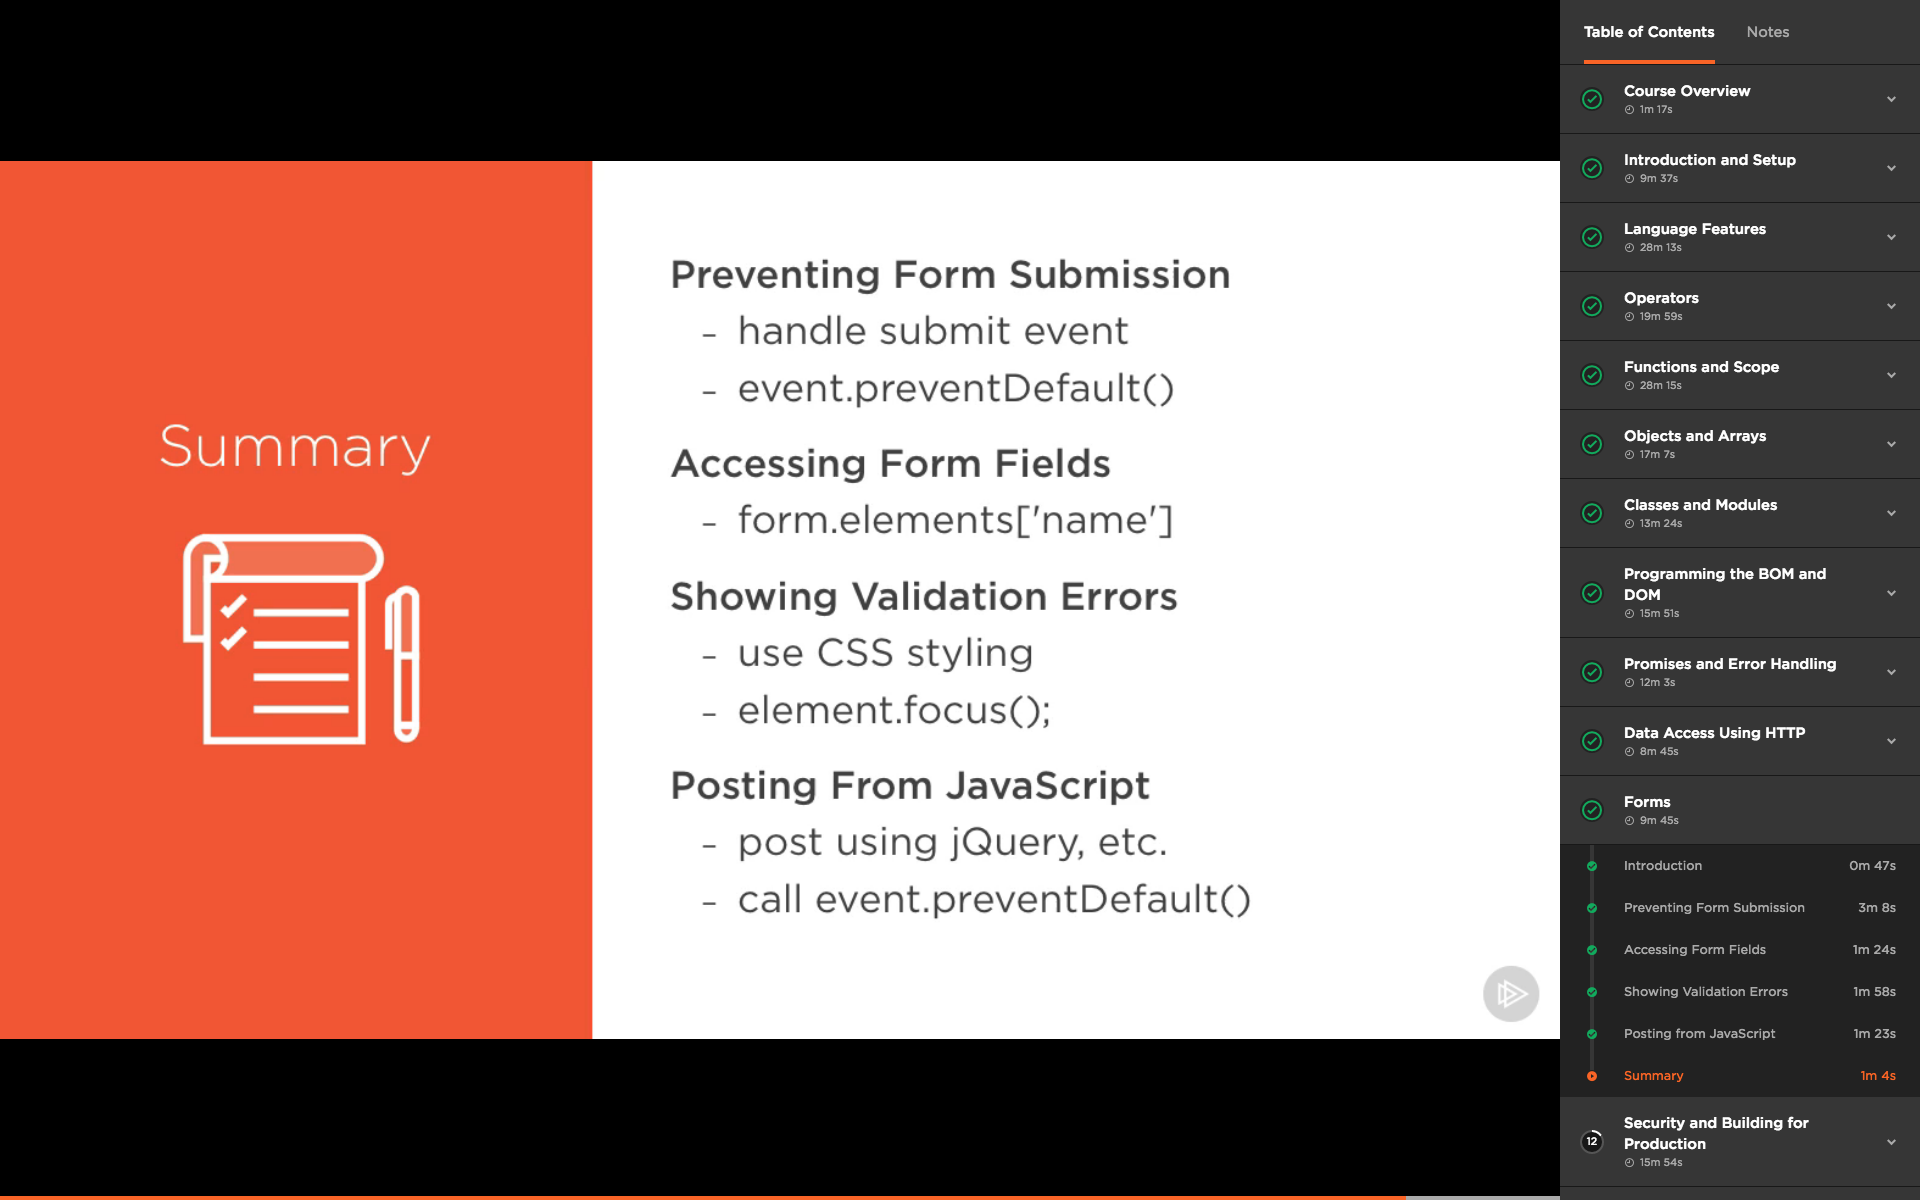 Summary
Preventing Form Submission
- handle submit event
- event.preventDefault()
Accessing Form Fields
- form.elements['name']
Showing Validation Errors
- use CSS styling
- element.focus();
Posting From JavaScript
- post using jQuery, etc.
- call event.preventDefault()
Table of Contents
Notes
Course Overview
1m 17s
Introduction and Setup
9m 37s
Language Features
28m 13s
Operators
19m 59s
Functions and Scope
28m 15s
Objects and Arrays
17m 7s
Classes and Modules
13m 24s
Programming the BOM and
DOM
15m 51s
Promises and Error Handling
12m 3s
Data Access Using HTTP
8m 45s
Forms
9m 45s
Introduction 0m 47s
Preventing Form Submission 3m 8s
Accessing Form Fields 1m 24s
Showing Validation Errors 1m 58s
Posting from JavaScript 1m 23s
Summary 1m 4s
12
Security and Building for
Production
15m 54s